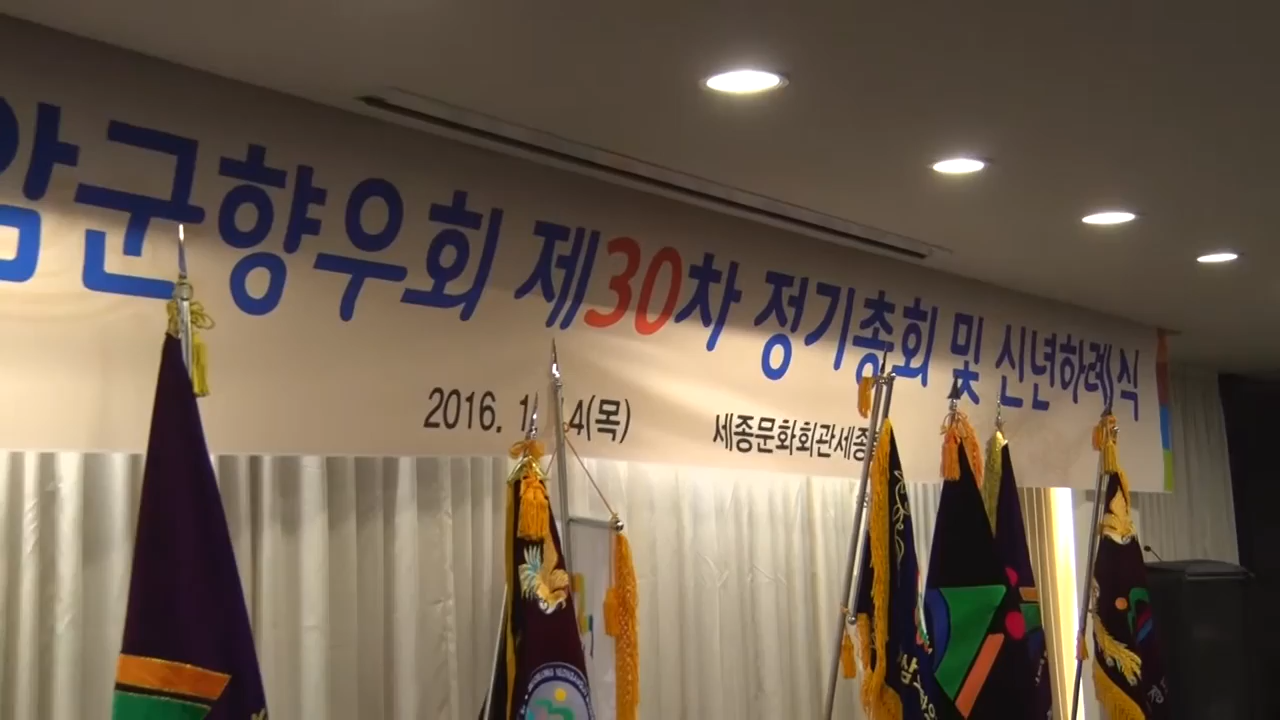 암군향우회 제30차 정기총회 및 신년하례식
2016. 1 4(목)
세종문화회관세종